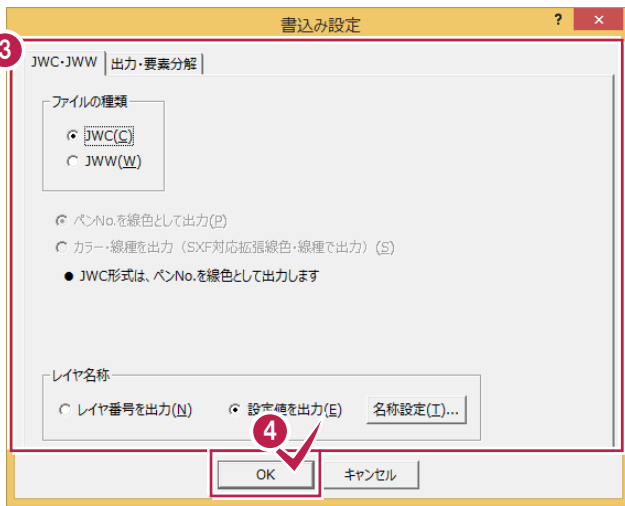 書込み設定
? ×
3
JWC・JWW 出力・要素分解
ファイルの種類
JWC(C)
JWW(W)
ペンNo.を線色として出力(P)
カラー・線種を出力（SXF対応拡張線色・線種で出力）(S)
● JWC形式は、ペンNo.を線色として出力します
レイヤ名称
レイヤ番号を出力(N) 設定値を出力(E) 名称設定(T)...
4
OK キャンセル